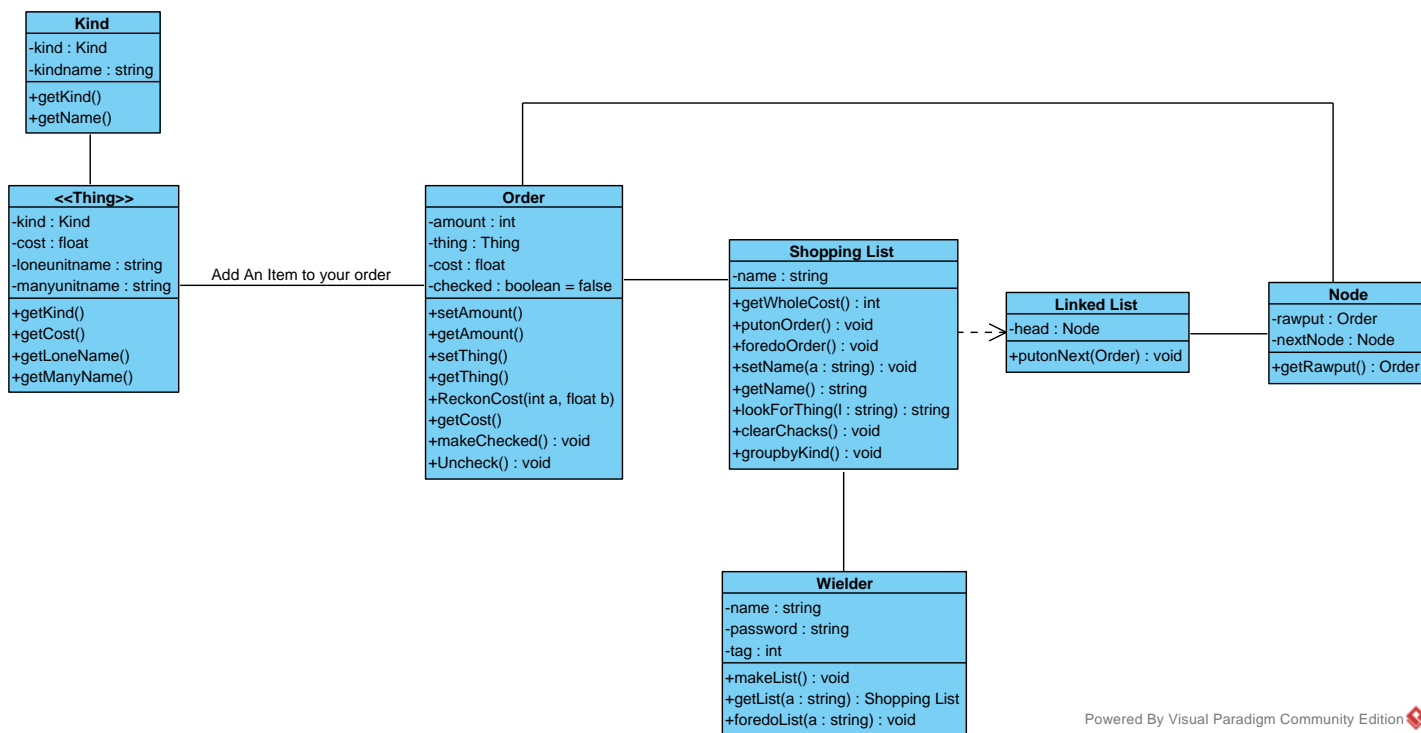 Kind
-kind : Kind
-kindname : string
+getKind()
+getName()
<<Thing>>
-kind : Kind
-cost : float
-loneunitname : string
-manyunitname : string
+getKind()
+getCost()
+getLoneName()
+getManyName()
Add An Item to your order
Order
-amount : int
-thing : Thing
-cost : float
-checked : boolean = false
+setAmount()
+getAmount()
+setThing()
+getThing()
+ReckonCost(int a, float b)
+getCost()
+makeChecked() : void
+Uncheck() : void
Shopping List
-name : string
+getWholeCost() : int
+putonOrder() : void
+foredoOrder() : void
+setName(a : string) : void
+getName() : string
+lookForThing(l : string) : string
+clearChacks() : void
+groupbyKind() : void
Linked List
-head : Node
+putonNext(Order) : void
Node
-rawput : Order
-nextNode : Node
+getRawput() : Order
Wielder
-name : string
-password : string
-tag : int
+makeList() : void
+getList(a : string) : Shopping List
+foredoList(a : string) : void
Powered By Visual Paradigm Community Edition